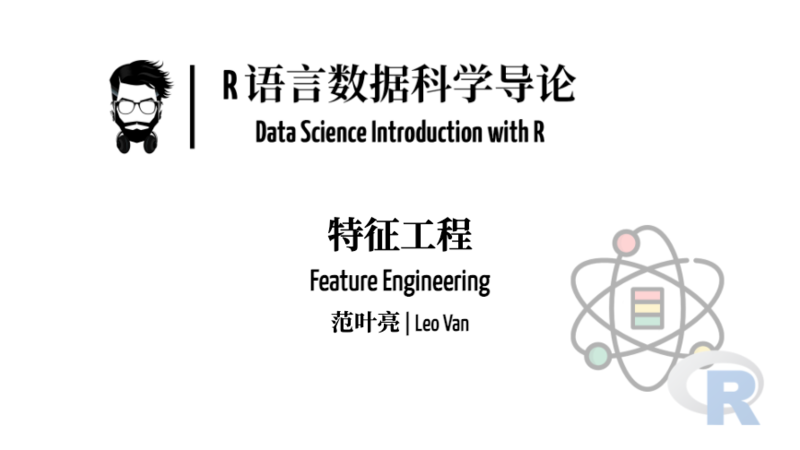 R 语言数据科学导论
Data Science Introduction with R
特征工程
Feature Engineering
范叶亮 | Leo Van
R